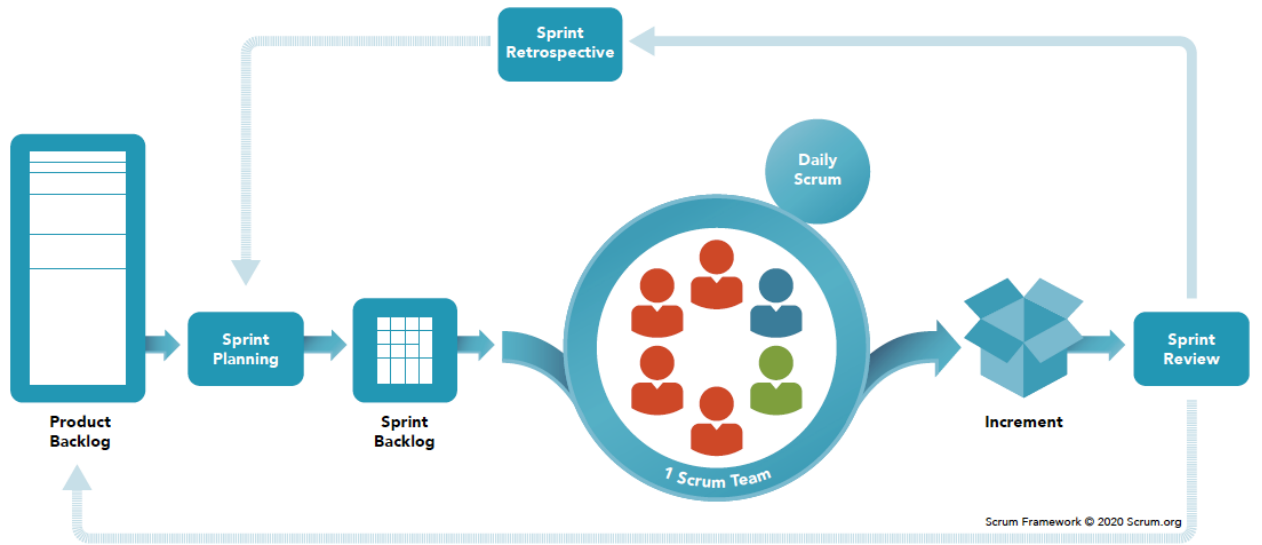 Sprint
Retrospective
Daily
Scrum
Sprint
Planning
Sprint
Review
Product
Backlog
Sprint
Backlog
Increment
1 Scrum Team
Scrum Framework © 2020 Scrum.org